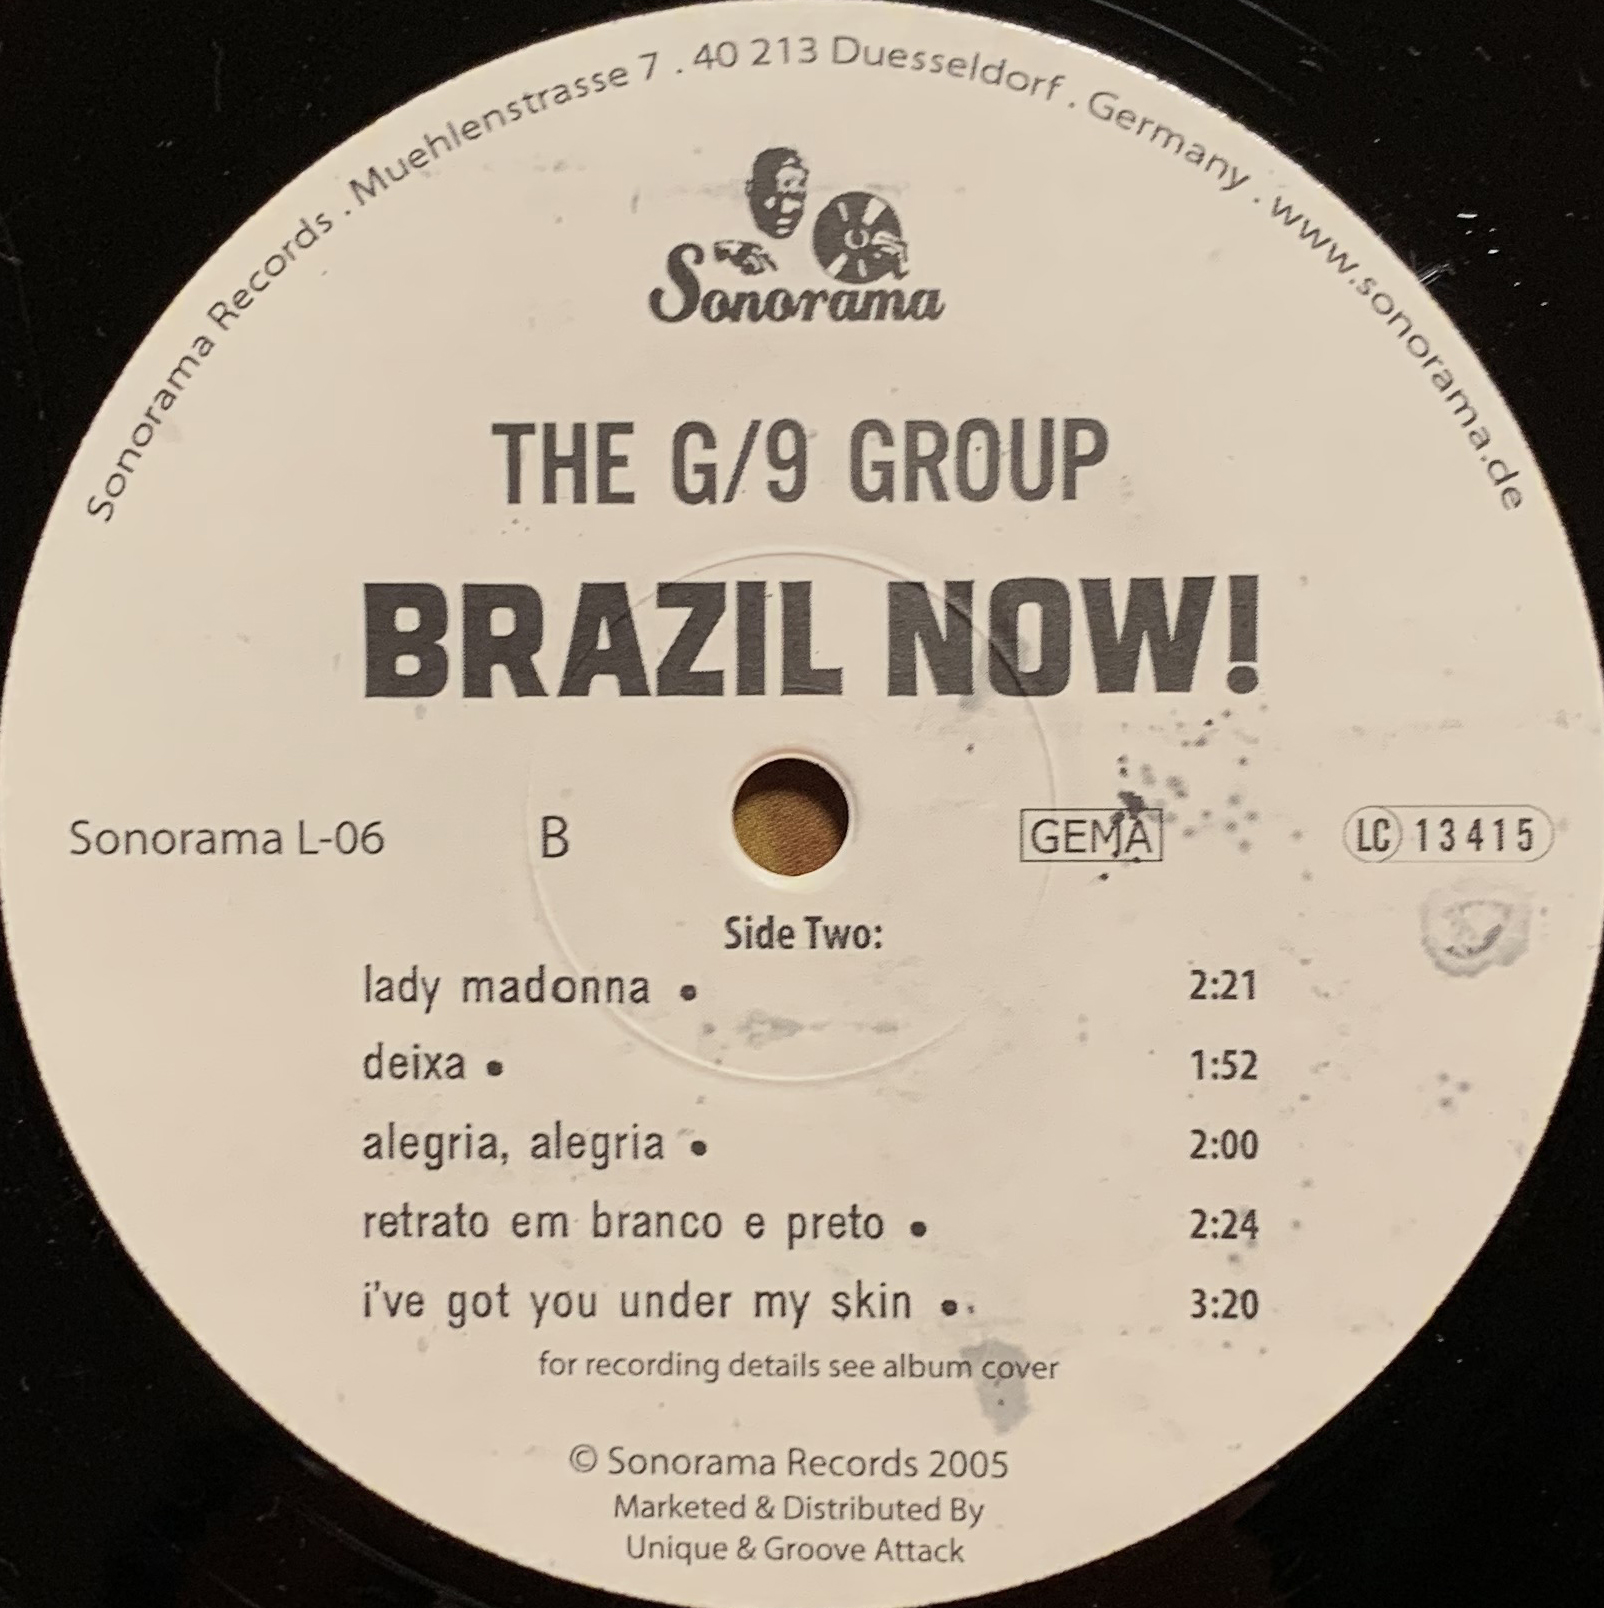 Sonorama Records . Muehlenstrasse 7 . 40 213 Duesseldorf . Germany . www.sonorama.de
Sonorama
THE G/9 GROUP
BRAZIL NOW!
Sonorama L-06 B GEMA LC 13415
Side Two:
lady madonna • 2:21
deixa • 1:52
alegria, alegria • 2:00
retrato em branco e preto • 2:24
i've got you under my skin • 3:20
for recording details see album cover
© Sonorama Records 2005
Marketed & Distributed By
Unique & Groove Attack